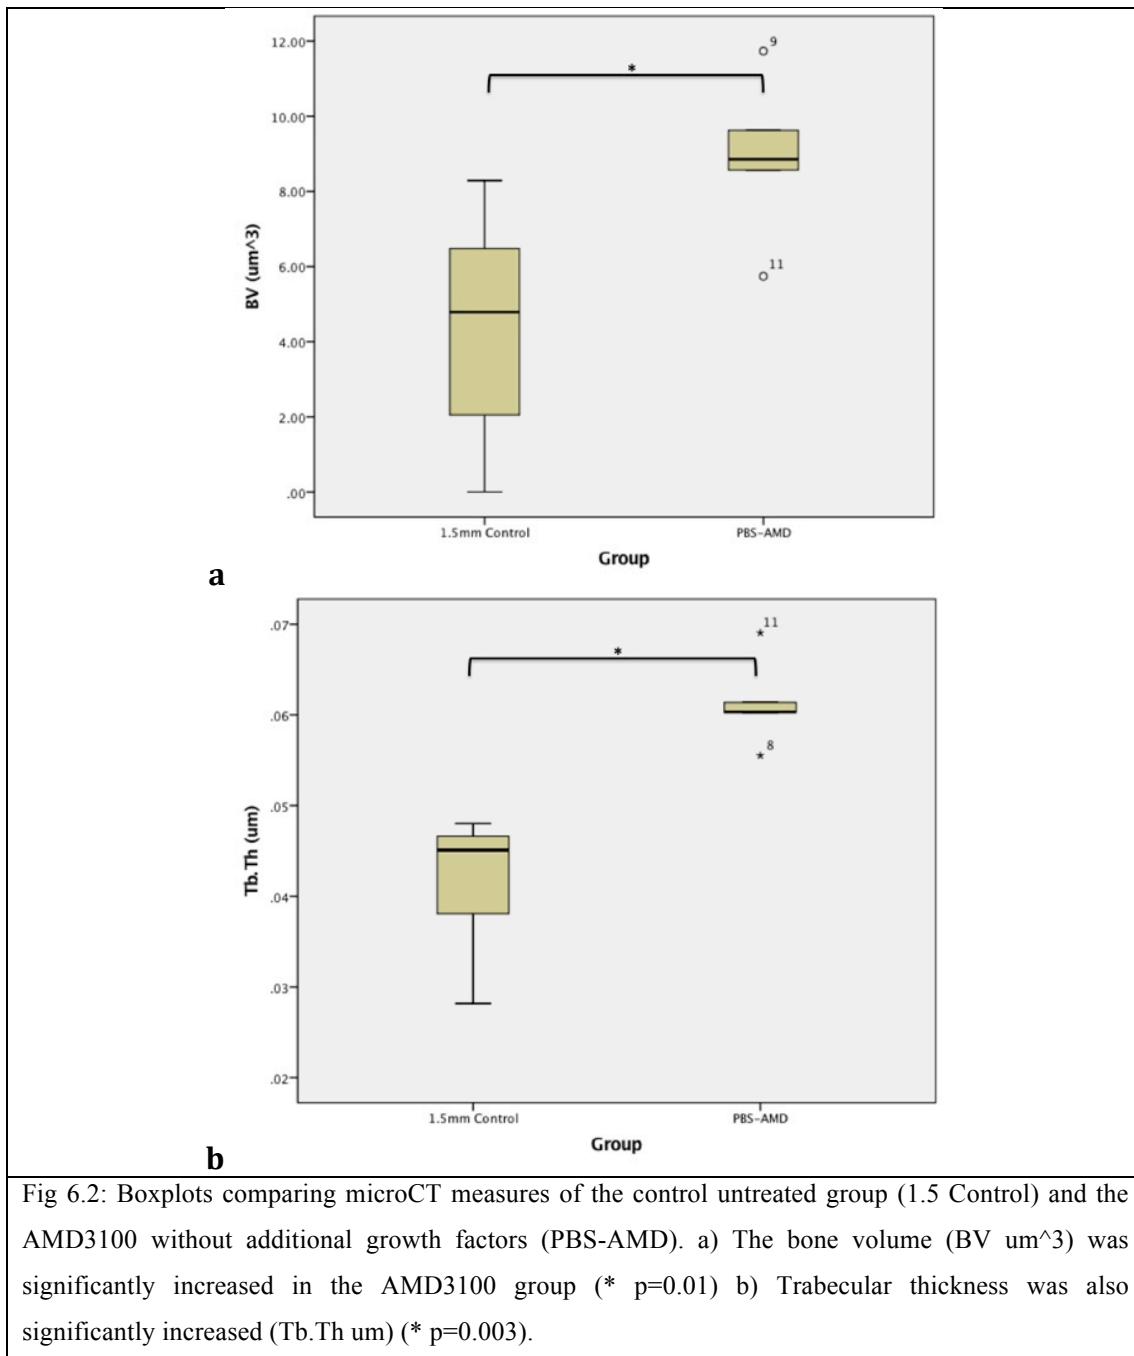 12.00
10.00
8.00
6.00
4.00
2.00
.00
BV (um^3)
*
9
11
1.5mm Control
PBS-AMD
Group
a
.07
.06
.05
.04
.03
.02
Tb.Th (um)
*
11
8
1.5mm Control
PBS-AMD
Group
b
Fig 6.2: Boxplots comparing microCT measures of the control untreated group (1.5 Control) and the
AMD3100 without additional growth factors (PBS-AMD). a) The bone volume (BV um^3) was
significantly increased in the AMD3100 group (* p=0.01) b) Trabecular thickness was also
significantly increased (Tb.Th um) (* p=0.003).